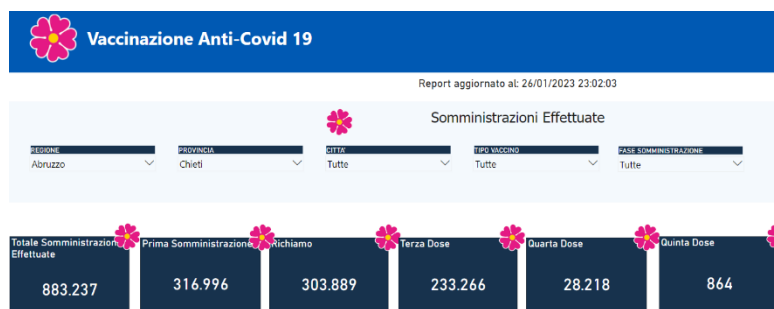 Vaccinazione Anti-Covid 19
Report aggiornato al: 26/01/2023 23:02:03
Somministrazioni Effettuate
REGIONE PROVINCIA CITTA' TIPO VACCINO FASE SOMMINISTRAZIONE
Abruzzo Chieti Tutte Tutte Tutte
Totale Somministrazion Prima Somministrazione Richiamo Terza Dose Quarta Dose Quinta Dose
Effettuate
883.237 316.996 303.889 233.266 28.218 864